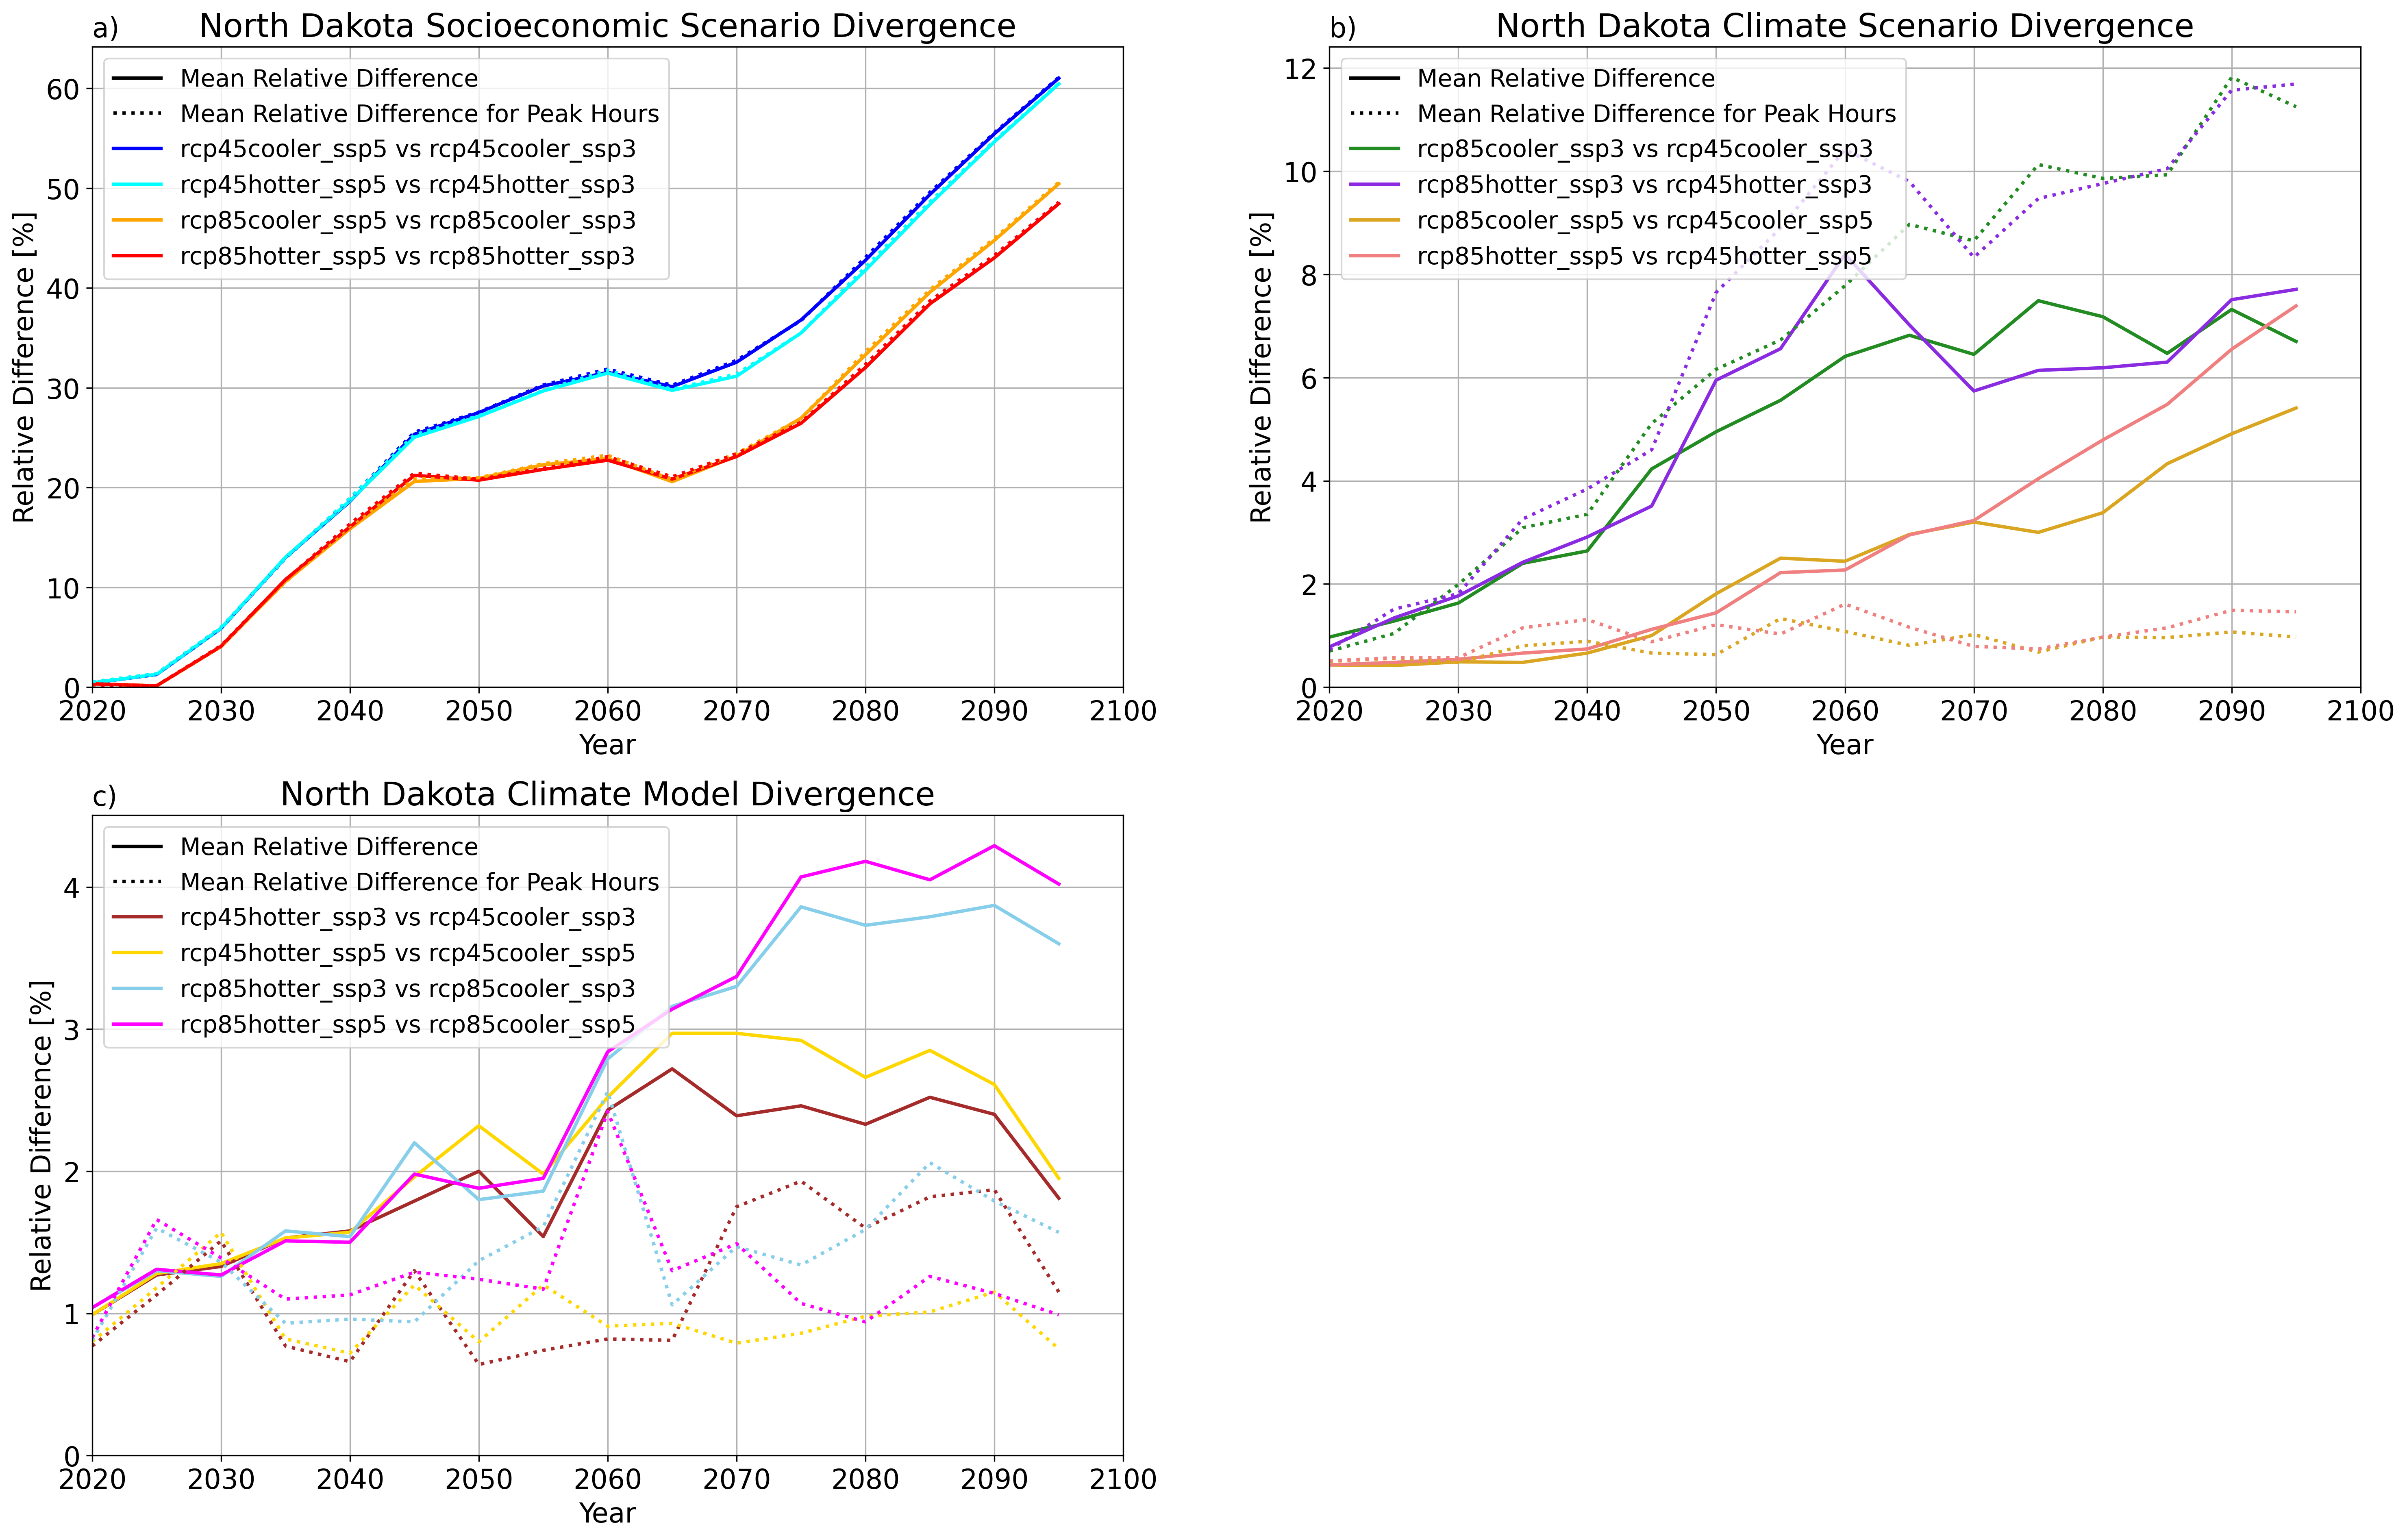 a)
North Dakota Socioeconomic Scenario Divergence
Mean Relative Difference
Mean Relative Difference for Peak Hours
rcp45cooler_ssp5 vs rcp45cooler_ssp3
rcp45hotter_ssp5 vs rcp45hotter_ssp3
rcp85cooler_ssp5 vs rcp85cooler_ssp3
rcp85hotter_ssp5 vs rcp85hotter_ssp3
Relative Difference [%]
60
50
40
30
20
10
0
2020 2030 2040 2050 2060 2070 2080 2090 2100
Year
b)
North Dakota Climate Scenario Divergence
Mean Relative Difference
Mean Relative Difference for Peak Hours
rcp85cooler_ssp3 vs rcp45cooler_ssp3
rcp85hotter_ssp3 vs rcp45hotter_ssp3
rcp85cooler_ssp5 vs rcp45cooler_ssp5
rcp85hotter_ssp5 vs rcp45hotter_ssp5
Relative Difference [%]
12
10
8
6
4
2
0
2020 2030 2040 2050 2060 2070 2080 2090 2100
Year
c)
North Dakota Climate Model Divergence
Mean Relative Difference
Mean Relative Difference for Peak Hours
rcp45hotter_ssp3 vs rcp45cooler_ssp3
rcp45hotter_ssp5 vs rcp45cooler_ssp5
rcp85hotter_ssp3 vs rcp85cooler_ssp3
rcp85hotter_ssp5 vs rcp85cooler_ssp5
Relative Difference [%]
4
3
2
1
0
2020 2030 2040 2050 2060 2070 2080 2090 2100
Year